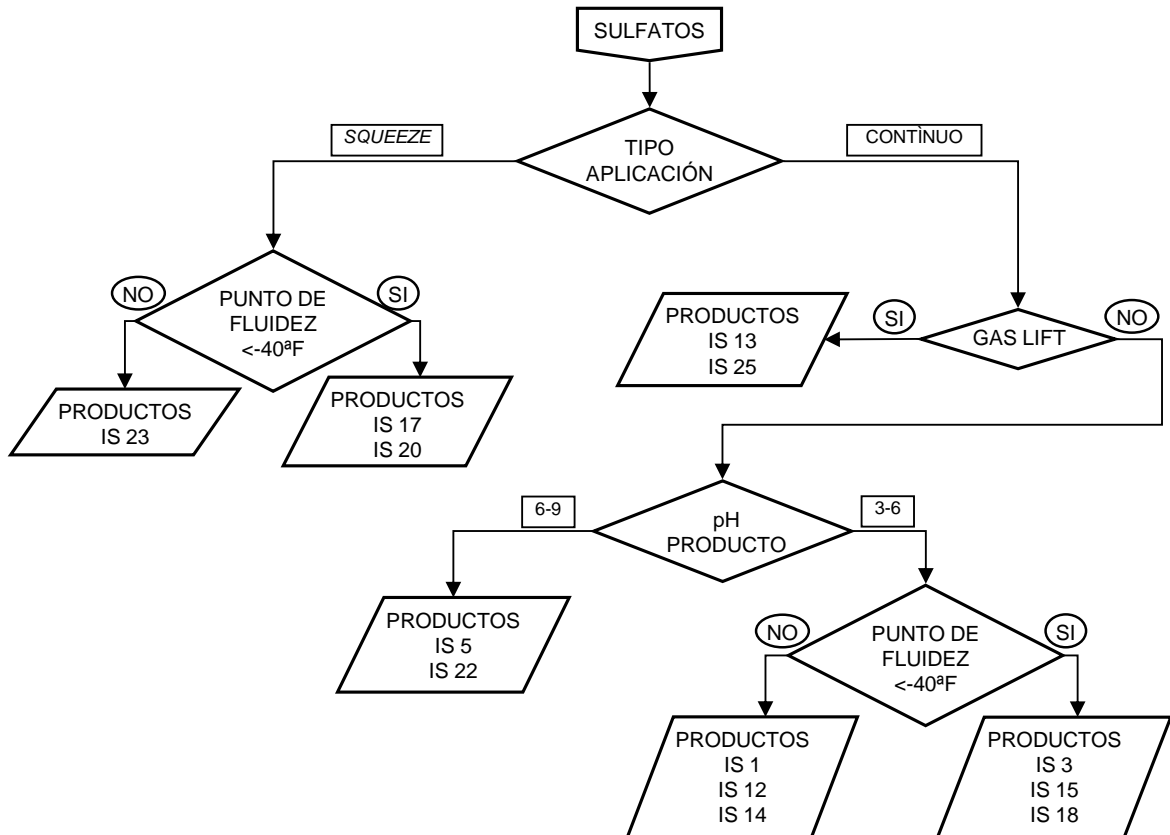 SULFATOS
TIPO
APLICACIÓN
SQUEEZE
CONTÌNUO
NO
PUNTO DE
FLUIDEZ
<-40ªF
SI
PRODUCTOS
IS 23
PRODUCTOS
IS 17
IS 20
PRODUCTOS
IS 13
IS 25
SI
GAS LIFT
NO
6-9
pH
PRODUCTO
3-6
PRODUCTOS
IS 5
IS 22
NO
PUNTO DE
FLUIDEZ
<-40ªF
SI
PRODUCTOS
IS 1
IS 12
IS 14
PRODUCTOS
IS 3
IS 15
IS 18